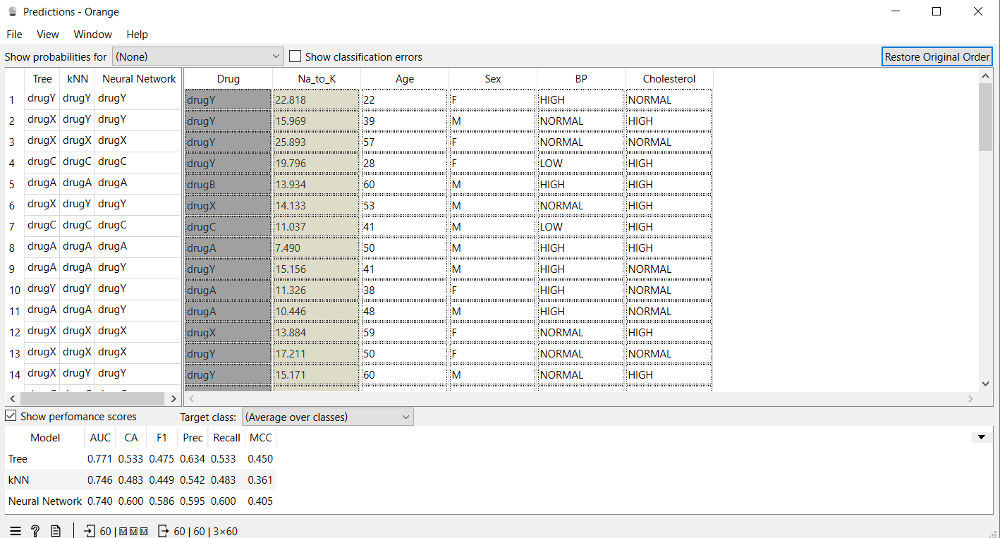 Predictions - Orange
File View Window Help
Show probabilities for (None) Show classification errors Restore Original Order
Tree kNN Neural Network Drug Na_to_K Age Sex BP Cholesterol
1 drugY drugY drugY drugY 22.818 22 F HIGH NORMAL
2 drugX drugY drugY drugY 15.969 39 M NORMAL HIGH
3 drugX drugX drugX drugY 25.893 57 F NORMAL NORMAL
4 drugC drugC drugC drugY 19.796 28 F LOW HIGH
5 drugA drugA drugA drugB 13.934 60 M HIGH HIGH
6 drugX drugY drugY drugX 14.133 53 M NORMAL HIGH
7 drugC drugC drugC drugC 11.037 41 M LOW HIGH
8 drugA drugA drugA drugA 7.490 50 M HIGH HIGH
9 drugA drugA drugY drugY 15.156 41 M HIGH NORMAL
10 drugY drugY drugY drugA 11.326 38 F HIGH NORMAL
11 drugA drugA drugY drugA 10.446 48 M HIGH NORMAL
12 drugX drugX drugX drugX 13.884 59 F NORMAL HIGH
13 drugX drugX drugX drugY 17.211 50 F NORMAL NORMAL
14 drugX drugY drugY drugY 15.171 60 M NORMAL HIGH
Show perfomance scores Target class: (Average over classes)
Model AUC CA F1 Prec Recall MCC
Tree 0.771 0.533 0.475 0.634 0.533 0.450
kNN 0.746 0.483 0.449 0.542 0.483 0.361
Neural Network 0.740 0.600 0.586 0.595 0.600 0.405
60 | M M M 60 | 60 | 3×60